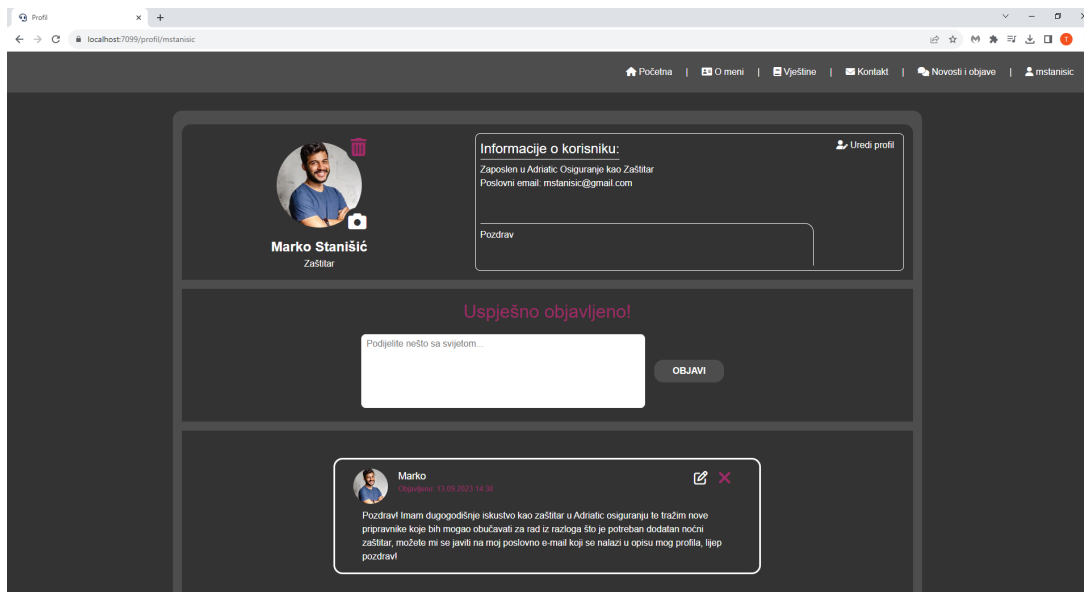 Profil
localhost:7099/profil/mstanisic
T
Početna | O meni | Vještine | Kontakt | Novosti i objave | mstanisic
Marko Stanišić
Zaštitar
Informacije o korisniku:
Uredi profil
Zaposlen u Adriatic Osiguranje kao Zaštitar
Poslovni email: mstanisic@gmail.com
Pozdrav
Uspješno objavljeno!
Podijelite nešto sa svijetom...
OBJAVI
Marko
Objavljeno: 13.09.2023 14:38
Pozdrav! Imam dugogodišnje iskustvo kao zaštitar u Adriatic osiguranju te tražim nove
pripravnike koje bih mogao obučavati za rad iz razloga što je potreban dodatan noćni
zaštitar, možete mi se javiti na moj poslovno e-mail koji se nalazi u opisu mog profila, lijep
pozdrav!